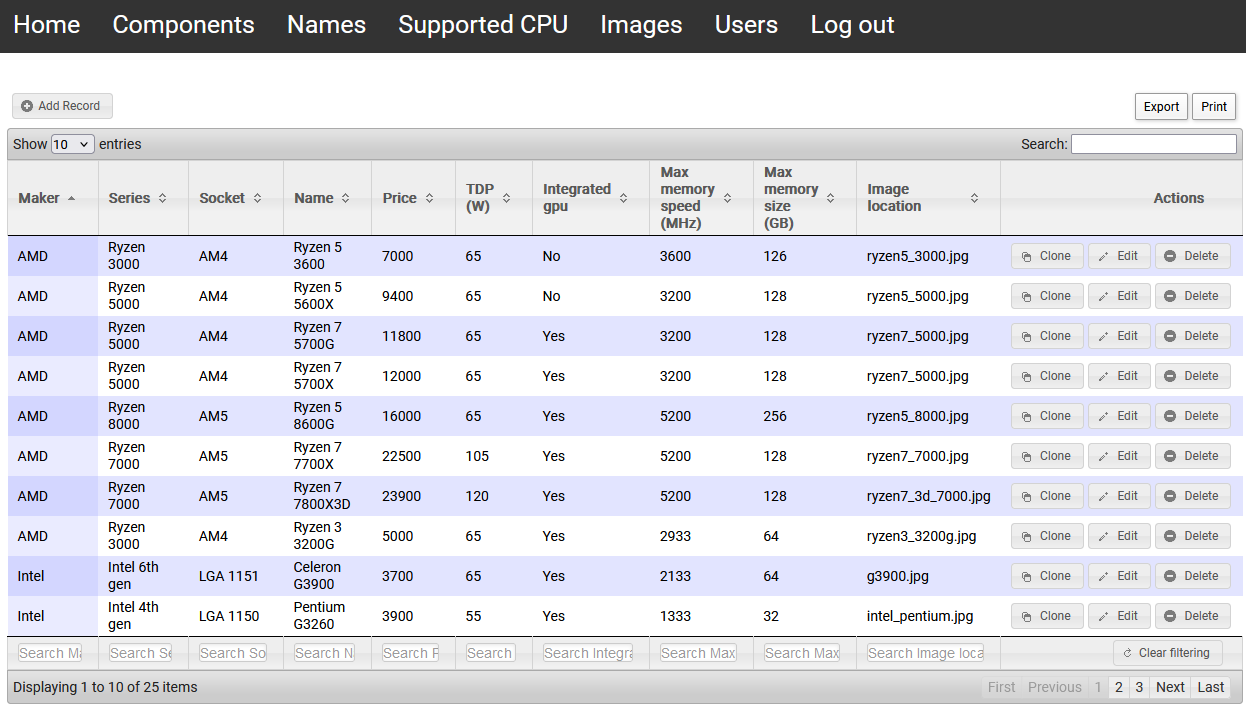 Home Components Names Supported CPU Images Users Log out
Add Record Export Print
Show 10 entries Search:
Maker Series Socket Name Price TDP (W) Integrated gpu Max memory speed (MHz) Max memory size (GB) Image location Actions
AMD Ryzen 3000 AM4 Ryzen 5 3600 7000 65 No 3600 126 ryzen5_3000.jpg Clone Edit Delete
AMD Ryzen 5000 AM4 Ryzen 5 5600X 9400 65 No 3200 128 ryzen5_5000.jpg Clone Edit Delete
AMD Ryzen 5000 AM4 Ryzen 7 5700G 11800 65 Yes 3200 128 ryzen7_5000.jpg Clone Edit Delete
AMD Ryzen 5000 AM4 Ryzen 7 5700X 12000 65 Yes 3200 128 ryzen7_5000.jpg Clone Edit Delete
AMD Ryzen 8000 AM5 Ryzen 5 8600G 16000 65 Yes 5200 256 ryzen5_8000.jpg Clone Edit Delete
AMD Ryzen 7000 AM5 Ryzen 7 7700X 22500 105 Yes 5200 128 ryzen7_7000.jpg Clone Edit Delete
AMD Ryzen 7000 AM5 Ryzen 7 7800X3D 23900 120 Yes 5200 128 ryzen7_3d_7000.jpg Clone Edit Delete
AMD Ryzen 3000 AM4 Ryzen 3 3200G 5000 65 Yes 2933 64 ryzen3_3200g.jpg Clone Edit Delete
Intel Intel 6th gen LGA 1151 Celeron G3900 3700 65 Yes 2133 64 g3900.jpg Clone Edit Delete
Intel Intel 4th gen LGA 1150 Pentium G3260 3900 55 Yes 1333 32 intel_pentium.jpg Clone Edit Delete
Search Ma Search Se Search So Search N Search P Search Search Integra Search Max Search Max Search Image loca Clear filtering
Displaying 1 to 10 of 25 items First Previous 1 2 3 Next Last